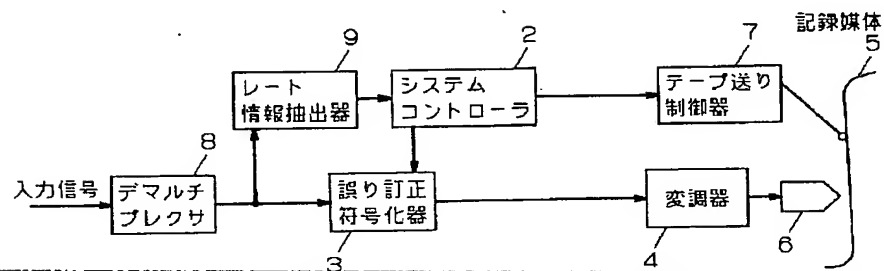 記録媒体
5
9
2
7
レート
情報抽出器
システム
コントローラ
テープ送り
制御器
8
入力信号
デマルチ
プレクサ
誤り訂正
符号化器
変調器
3
4
6